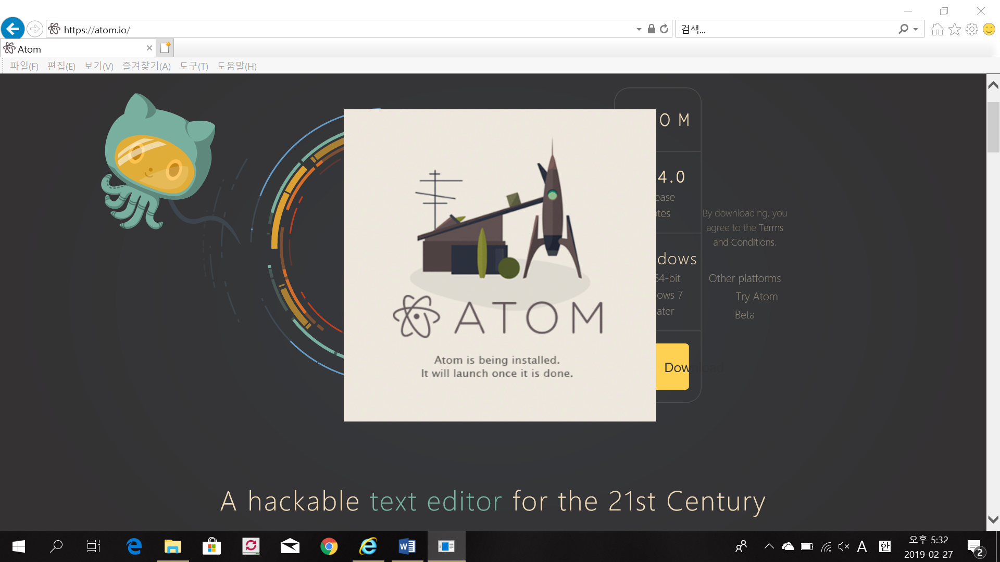 https://atom.io/
검색...
Atom
파일(F) 편집(E) 보기(V) 즐겨찾기(A) 도구(T) 도움말(H)
O M
4.0
ease
tes
By downloading, you
agree to the Terms
and Conditions.
dows
64-bit
ows 7
ater
Other platforms
Try Atom
Beta
Download
ATOM
Atom is being installed.
It will launch once it is done.
A hackable text editor for the 21st Century
A
한
오후 5:32
2019-02-27
2